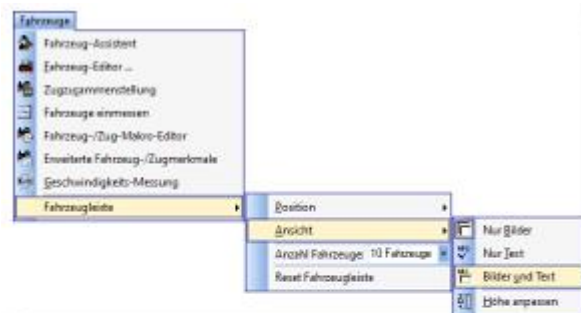 Fahrzeuge
Fahrzeug-Assistent
Fahrzeug-Editor ...
Zugzusammenstellung
Fahrzeuge einmessen
Fahrzeug-/Zug-Makro-Editor
Erweiterte Fahrzeug-/Zugmerkmale
Geschwindigkeits-Messung
Fahrzeugleiste
Position
Ansicht
Anzahl Fahrzeuge: 10 Fahrzeuge
Reset Fahrzeugleiste
Nur Bilder
Nur Text
Bilder und Text
Höhe anpassen